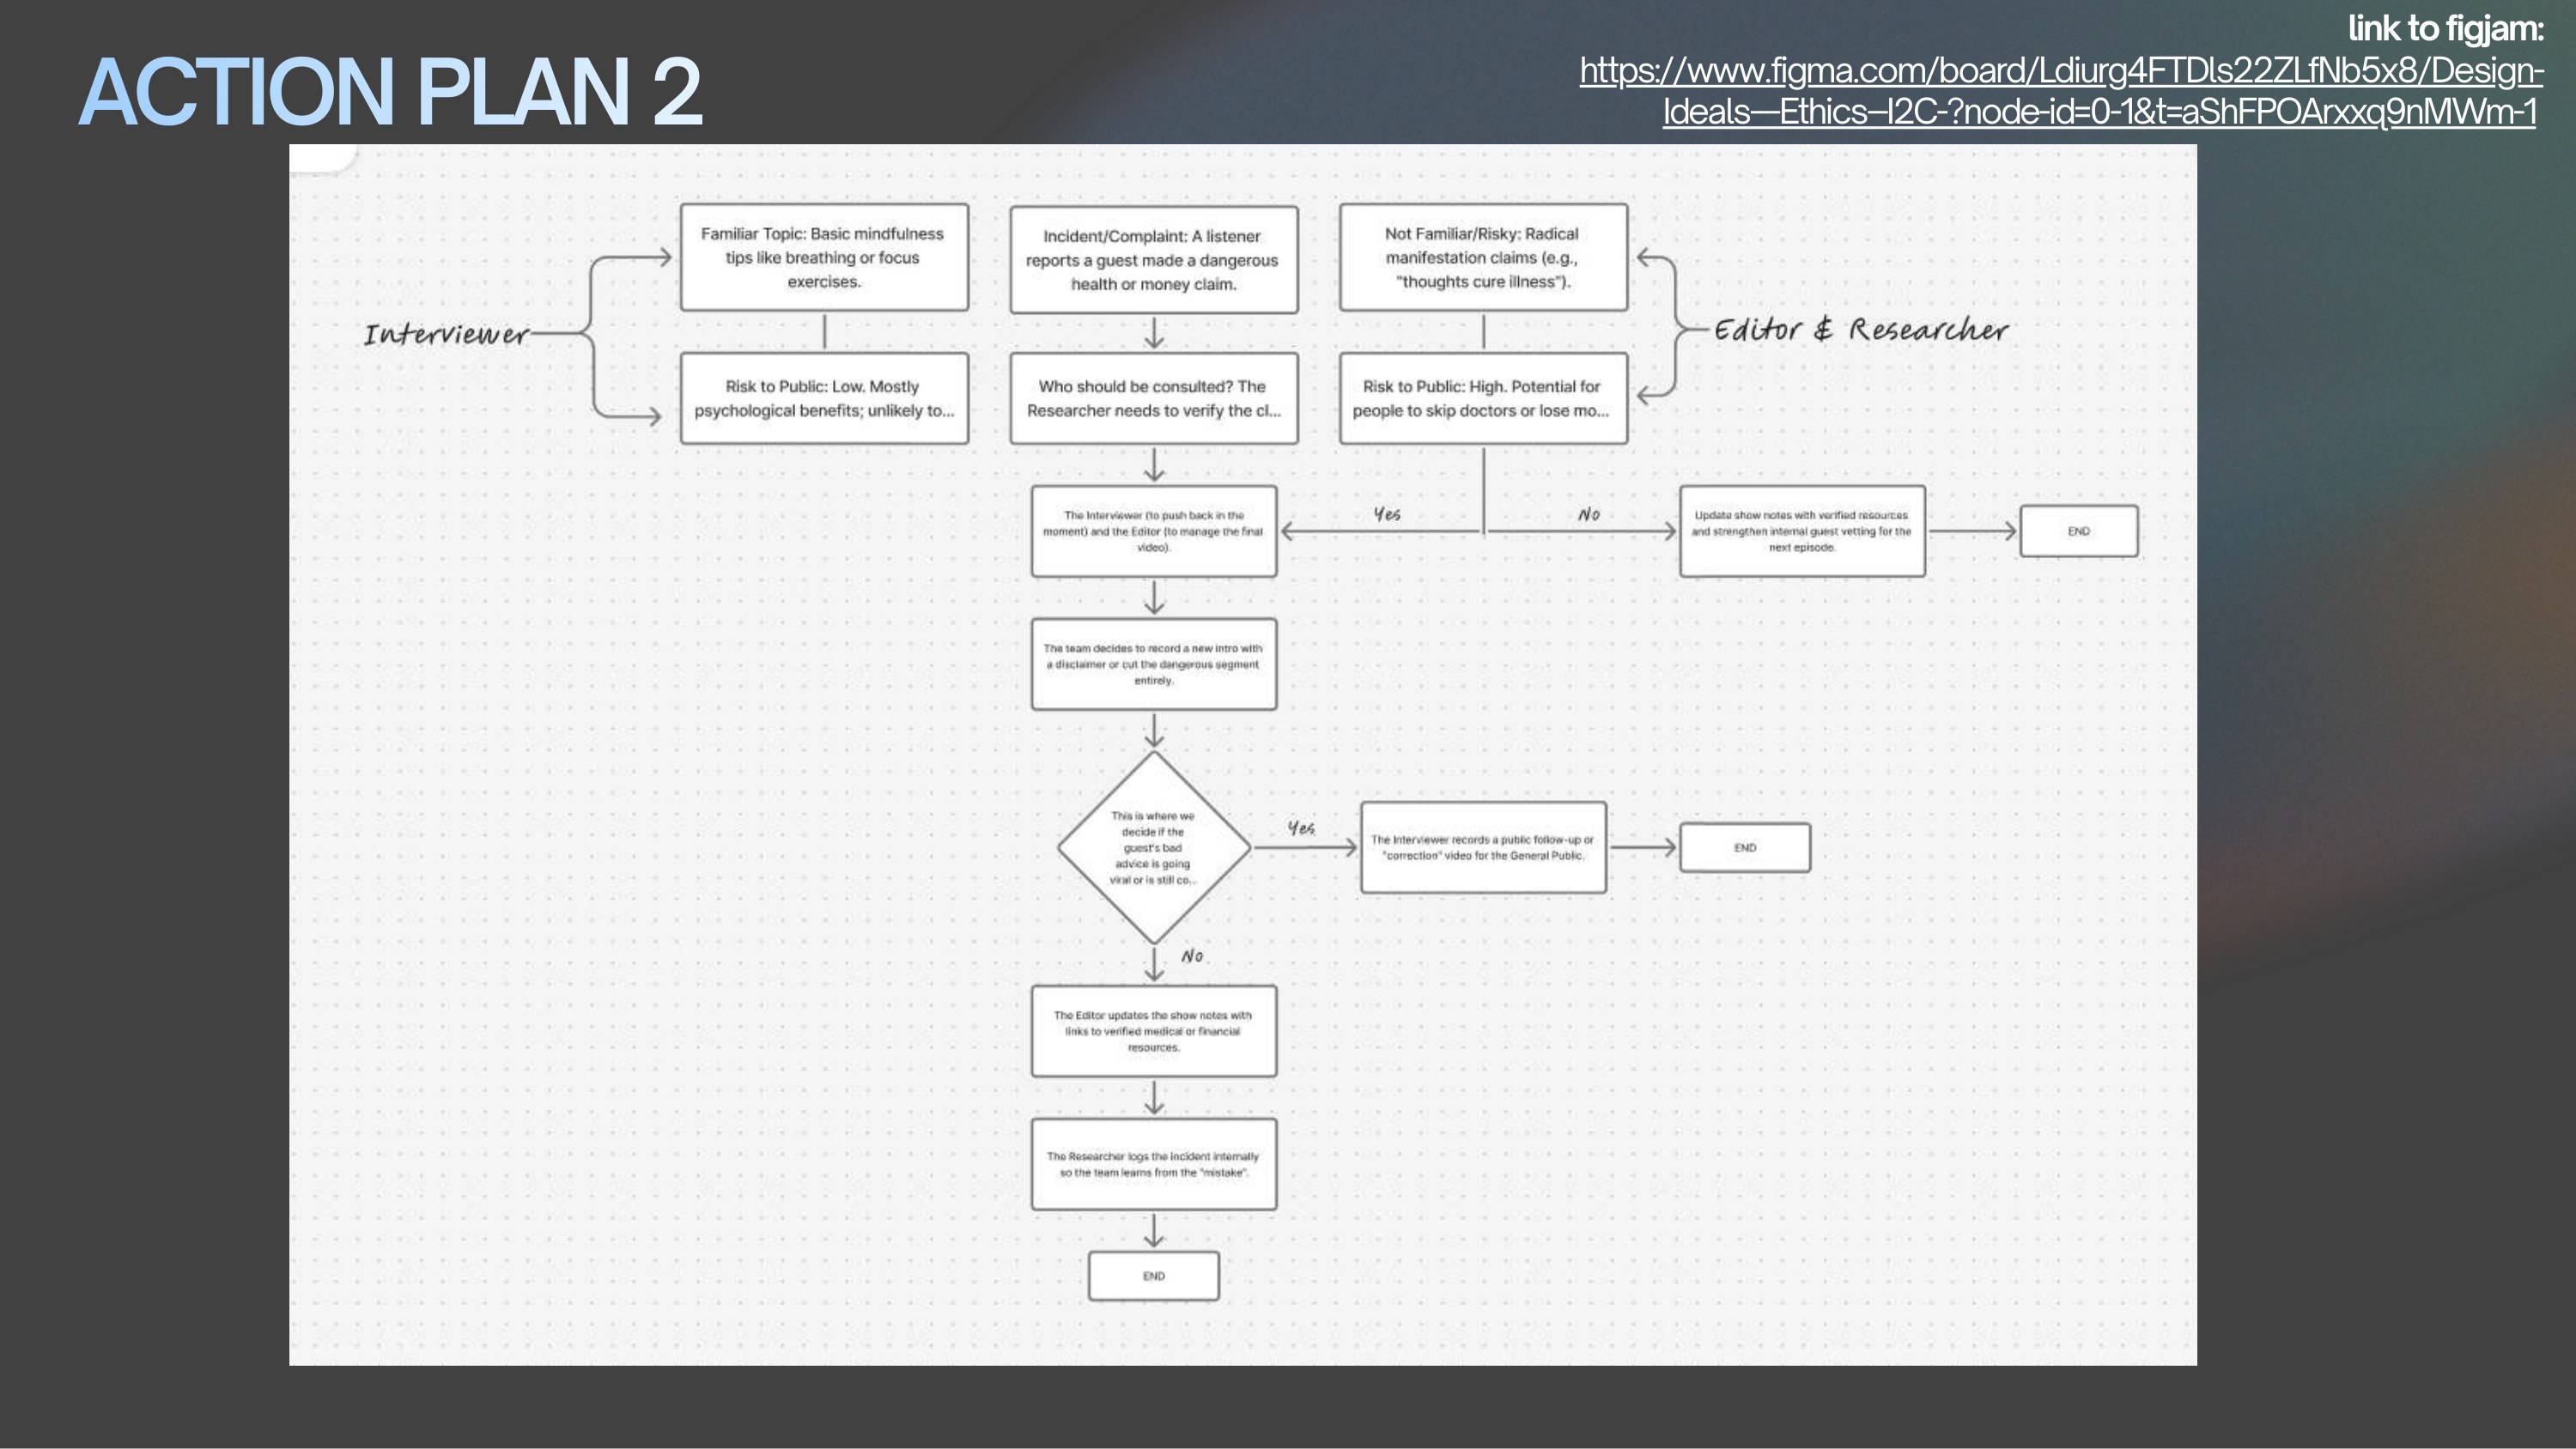 ACTION PLAN 2
link to figjam:
https://www.figma.com/board/Ldiurg4FTDls22ZLfNb5x8/Design-
Ideals—Ethics—I2C-?node-id=0-1&t=aShFPOArxxq9nMWm-1
Interviewer
Familiar Topic: Basic mindfulness
tips like breathing or focus
exercises.
Risk to Public: Low. Mostly
psychological benefits; unlikely to...
Incident/Complaint: A listener
reports a guest made a dangerous
health or money claim.
Who should be consulted? The
Researcher needs to verify the cl...
Not Familiar/Risky: Radical
manifestation claims (e.g.,
"thoughts cure illness").
Risk to Public: High. Potential for
people to skip doctors or lose mo...
Editor & Researcher
Yes
No
The Interviewer (to push back in the
moment) and the Editor (to manage the final
video).
Update show notes with verified resources
and strengthen internal guest vetting for the
next episode.
END
The team decides to record a new intro with
a disclaimer or cut the dangerous segment
entirely.
This is where we
decide if the
guest's bad
advice is going
viral or is still co...
Yes
The Interviewer records a public follow-up or
"correction" video for the General Public.
END
No
The Editor updates the show notes with
links to verified medical or financial
resources.
The Researcher logs the incident internally
so the team learns from the "mistake".
END